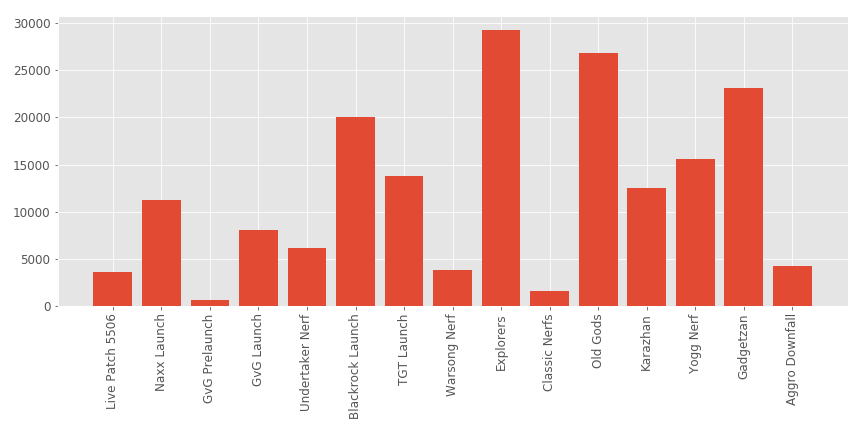 30000
25000
20000
15000
10000
5000
0
Live Patch 5506
Naxx Launch
GvG Prelaunch
GvG Launch
Undertaker Nerf
Blackrock Launch
TGT Launch
Warsong Nerf
Explorers
Classic Nerfs
Old Gods
Karazhan
Yogg Nerf
Gadgetzan
Aggro Downfall